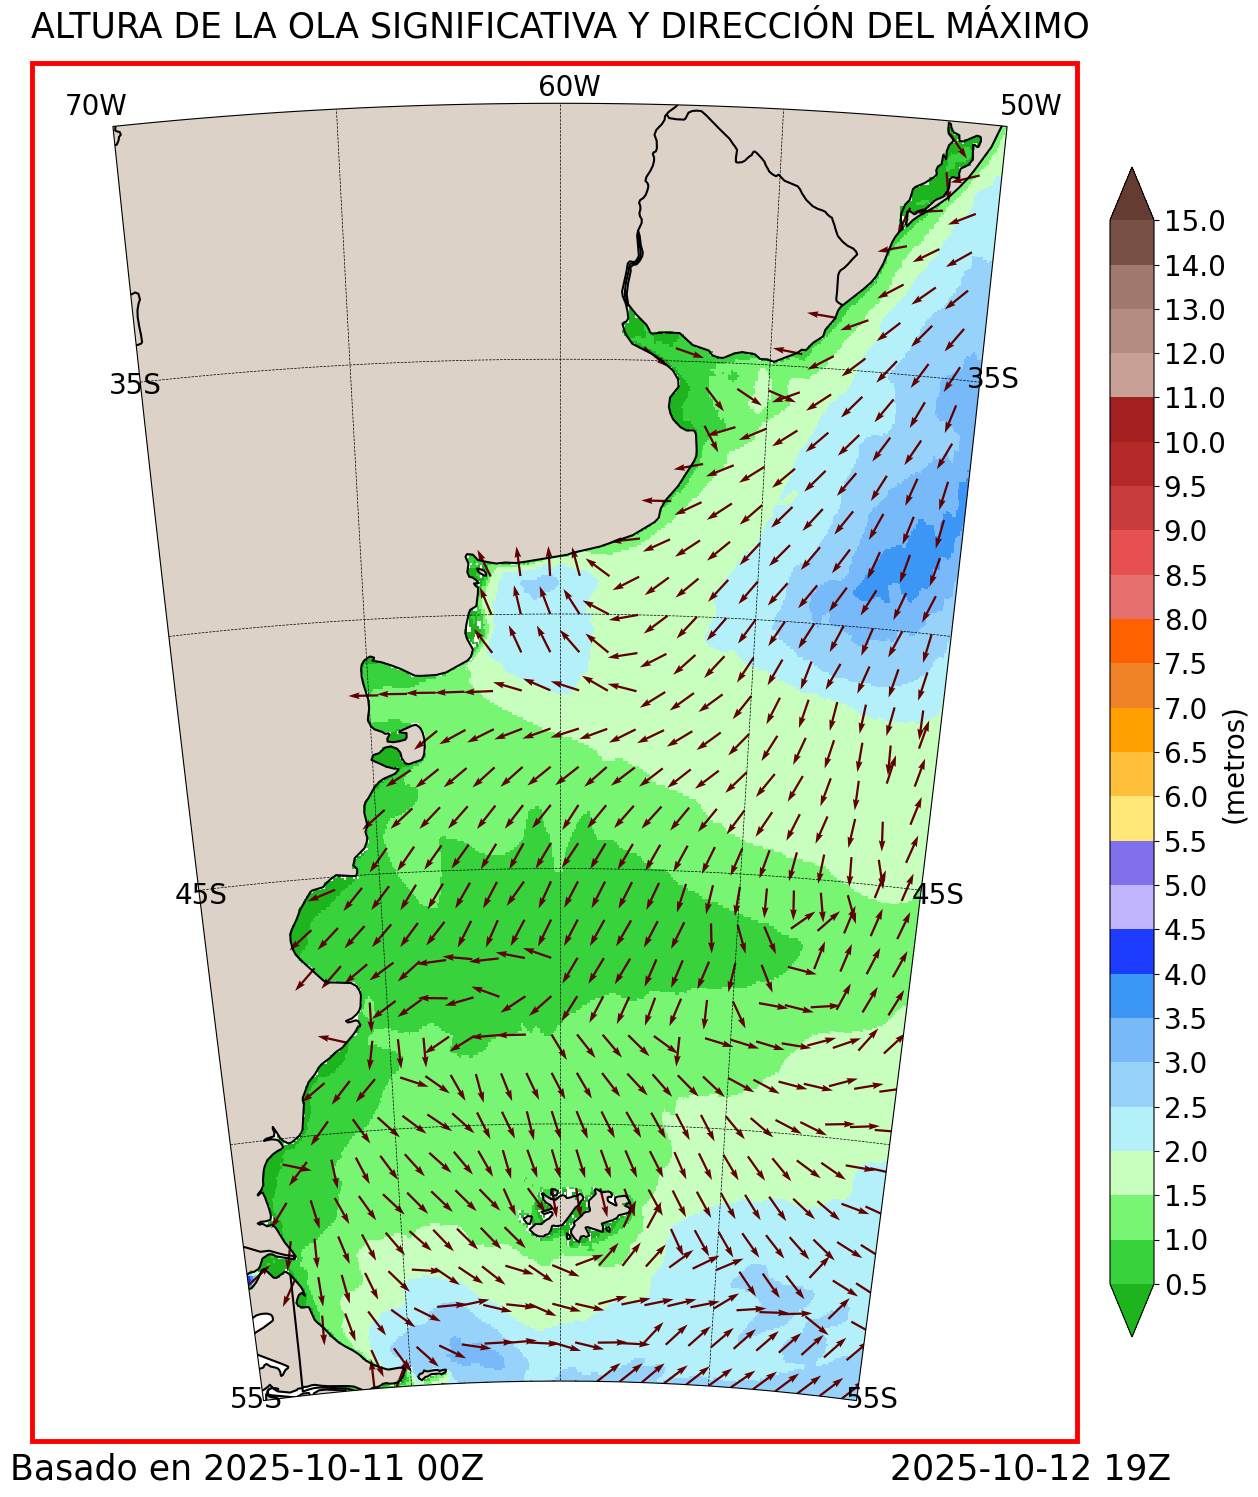 ALTURA DE LA OLA SIGNIFICATIVA Y DIRECCIÓN DEL MÁXIMO
60W
70W
50W
35S
35S
45S
45S
55S
55S
15.0
14.0
13.0
12.0
11.0
10.0
9.5
9.0
8.5
8.0
7.5
7.0
6.5
6.0
5.5
5.0
4.5
4.0
3.5
3.0
2.5
2.0
1.5
1.0
0.5
(metros)
Basado en 2025-10-11 00Z
2025-10-12 19Z